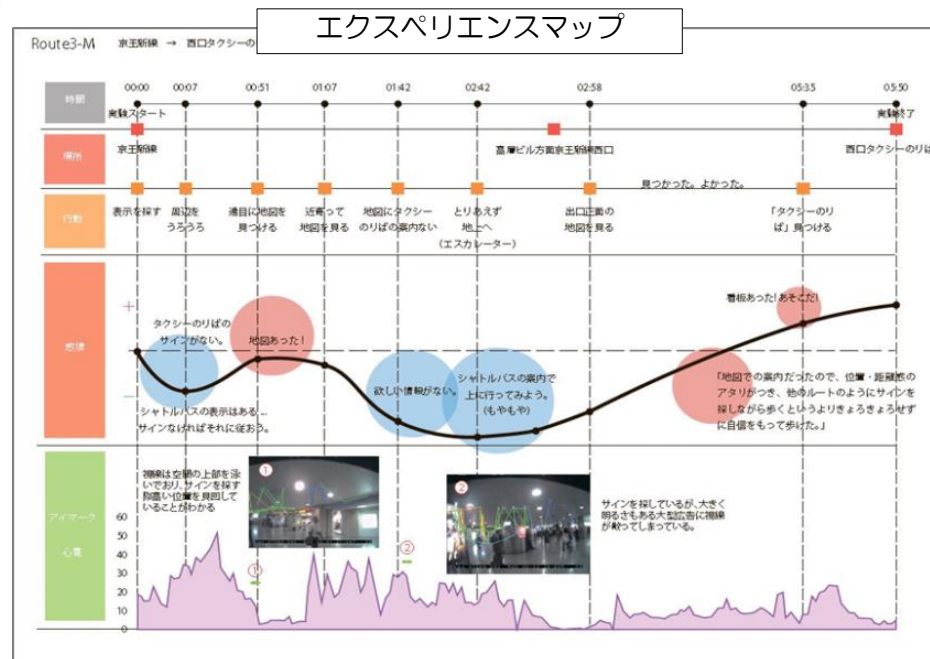 エクスペリエンスマップ
Route3-M 京王新線 → 西口タクシーの
時間
00:00 00:07 00:51 01:07 01:42 02:42 02:58 05:35 05:50
実験スタート 実験終了
場所
京王新線 高層ビル方面京王新線西口 西口タクシーのりば
見つかった。よかった。
行動
表示を探す 周辺を 遠目に地図を 近寄って 地図にタクシー とりあえず 出口正面の 「タクシーのり
うろうろ 見つける 地図を見る のりばの案内ない 地上へ 地図を見る ば」見つける
(エスカレーター)
感情
+
−
タクシーのりばの
サインがない。
シャトルバスの表示はある...
サインなければそれに従おう。
地図あった!
欲しい情報がない。
シャトルバスの案内で
上に行ってみよう。
(もやもや)
看板あった!あそこだ!
「地図での案内だったので、位置・距離感の
アタリがつき、他のルートのようにサインを
探しながら歩くというよりきょろきょろせず
に自信をもって歩けた。」
アイマーク
心電
視線は空間の上部を泳
いでおり、サインを探す
際高い位置を見回して
いることがわかる
①
②
サインを探しているが、大きく
明るさもある大型広告に視線
が散ってしまっている。
60
50
40
30
20
10
0
①
②